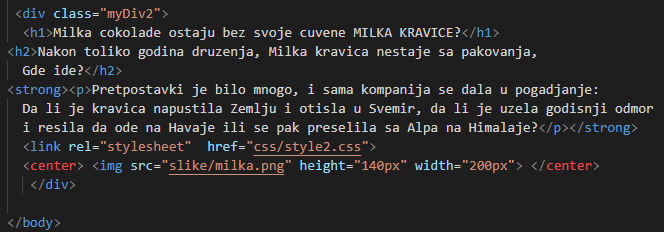 <div class="myDiv2">
<h1>Milka cokolade ostaju bez svoje cuvene MILKA KRAVICE?</h1>
<h2>Nakon toliko godina druzenja, Milka kravica nestaje sa pakovanja,
Gde ide?</h2>
<strong><p>Pretpostavki je bilo mnogo, i sama kompanija se dala u pogadjanje:
Da li je kravica napustila Zemlju i otisla u Svemir, da li je uzela godisnji odmor
i resila da ode na Havaje ili se pak preselila sa Alpa na Himalaje?</p></strong>
<link rel="stylesheet"  href="css/style2.css">
<center> <img src="slike/milka.png" height="140px" width="200px"> </center>
</div>
</body>